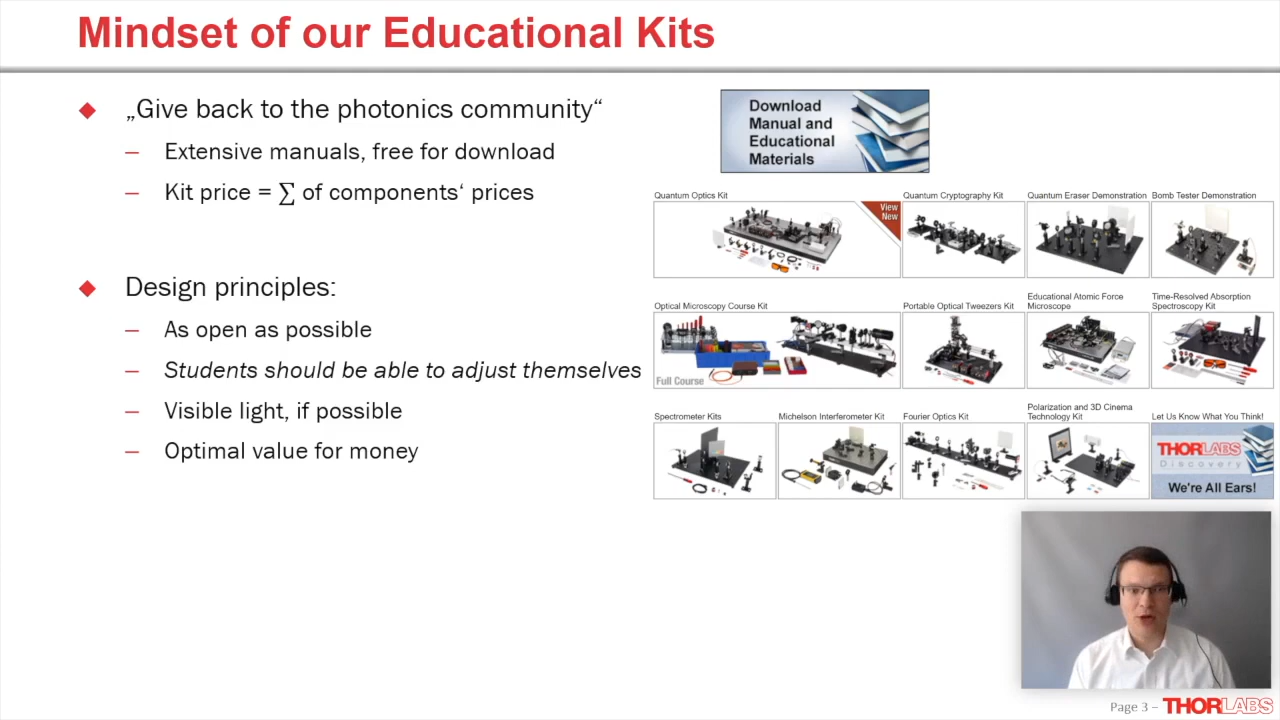 Mindset of our Educational Kits
◆ „Give back to the photonics community“
– Extensive manuals, free for download
– Kit price = ∑ of components‘ prices
◆ Design principles:
– As open as possible
– Students should be able to adjust themselves
– Visible light, if possible
– Optimal value for money
Download
Manual and
Educational
Materials
Quantum Optics Kit
View
New
Quantum Cryptography Kit
Quantum Eraser Demonstration
Bomb Tester Demonstration
Optical Microscopy Course Kit
Full Course
Portable Optical Tweezers Kit
Educational Atomic Force
Microscope
Time-Resolved Absorption
Spectroscopy Kit
Spectrometer Kits
Michelson Interferometer Kit
Fourier Optics Kit
Polarization and 3D Cinema
Technology Kit
Let Us Know What You Think!
THORLABS
Discovery
We're All Ears!
Page 3 – THORLABS